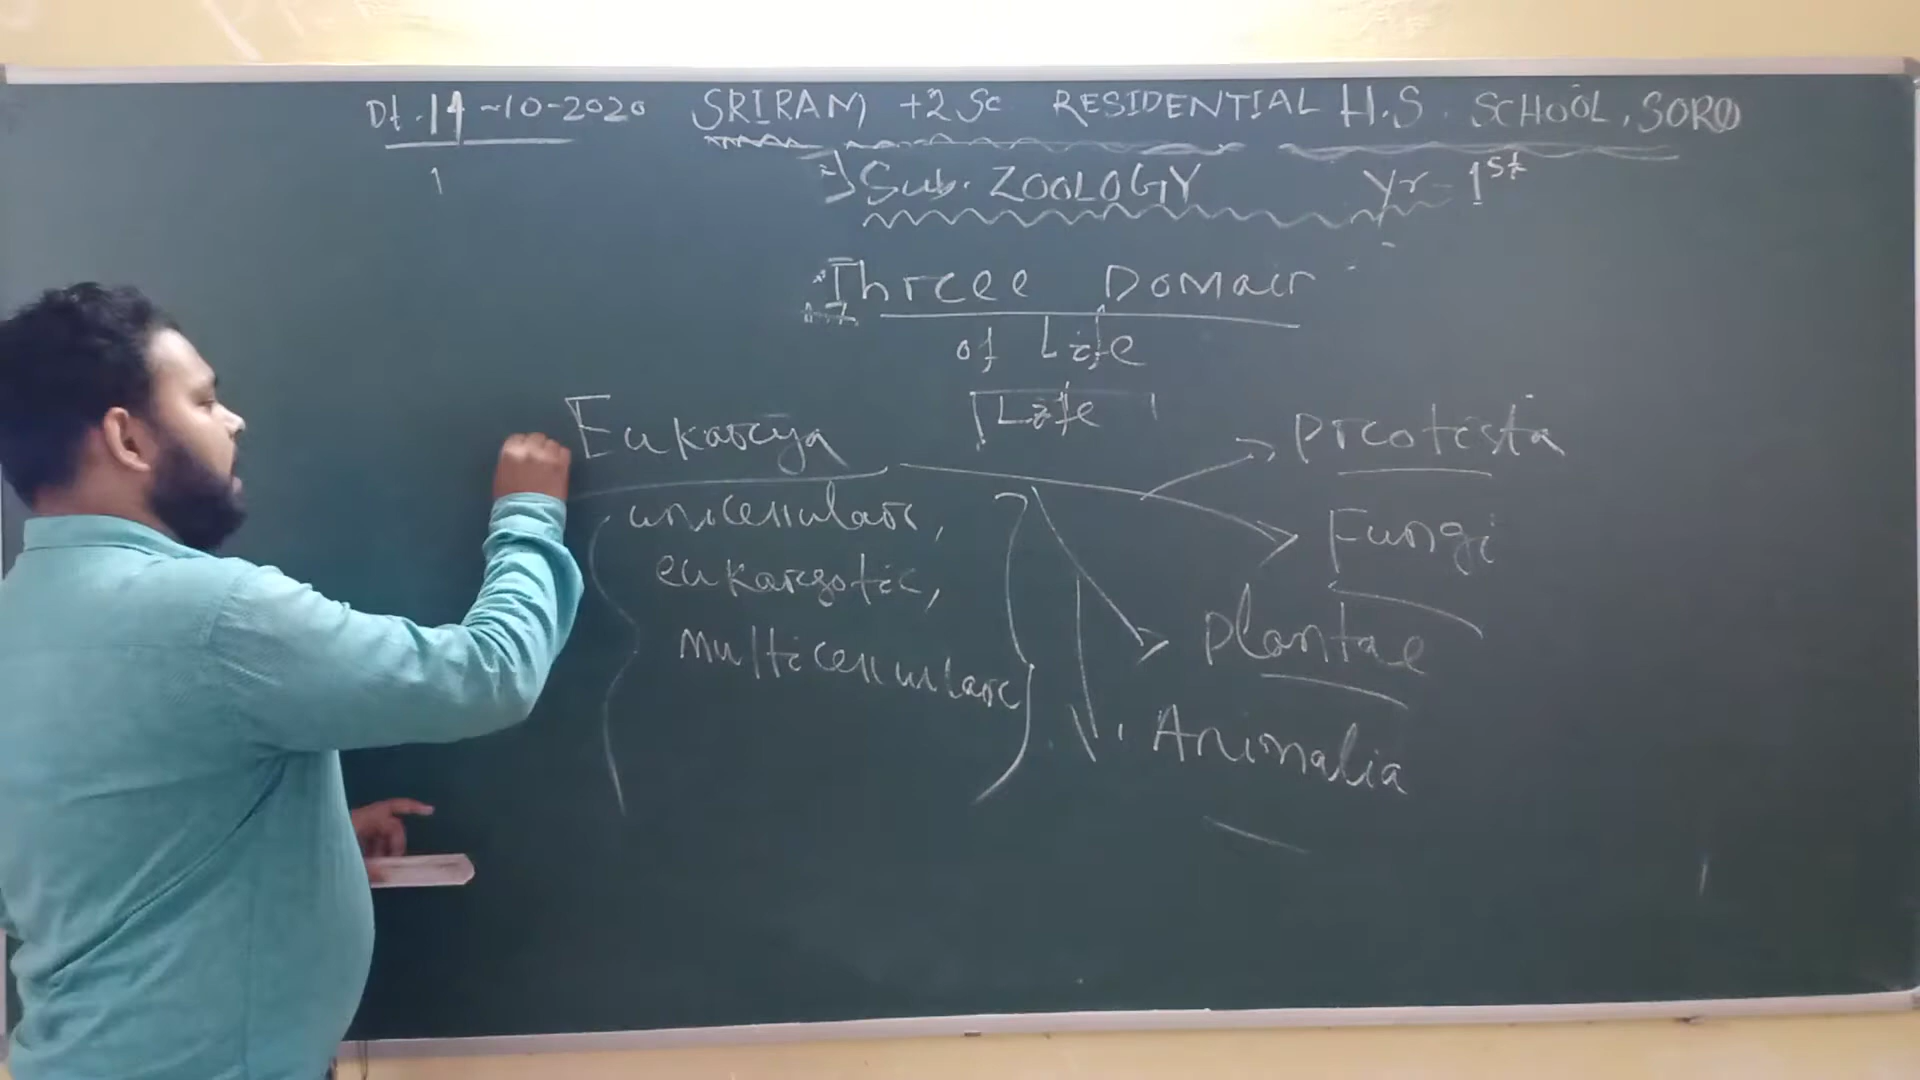 Dt. 14-10-2020 SRIRAM +2 Sc RESIDENTIAL H.S. SCHOOL, SORO
1
Sub. ZOOLOGY Yr - 1st
Three Domain
of Life
Life
Eukarya
unicellular,
eukaryotic,
multicellular
Protista
Fungi
Plantae
Animalia